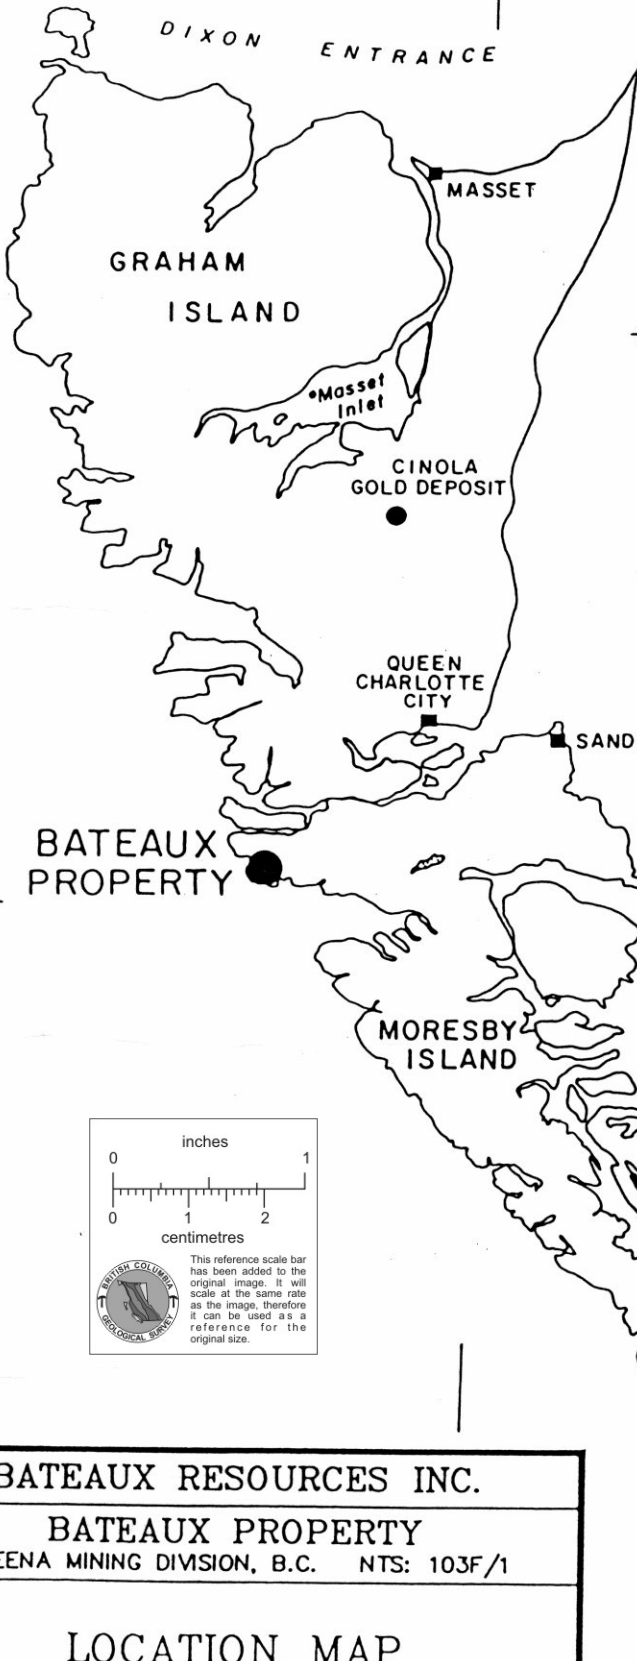 DIXON ENTRANCE
MASSET
GRAHAM
ISLAND
Masset
Inlet
CINOLA
GOLD DEPOSIT
QUEEN
CHARLOTTE
CITY
SAND
BATEAUX
PROPERTY
MORESBY
ISLAND
inches
0 1
0 1 2
centimetres
This reference scale bar
has been added to the
original image. It will
scale at the same rate
as the image, therefore
it can be used as a
reference for the
original size.
BRITISH COLUMBIA
GEOLOGICAL SURVEY
BATEAUX RESOURCES INC.
BATEAUX PROPERTY
EENA MINING DIVISION, B.C. NTS: 103F/1
LOCATION MAP